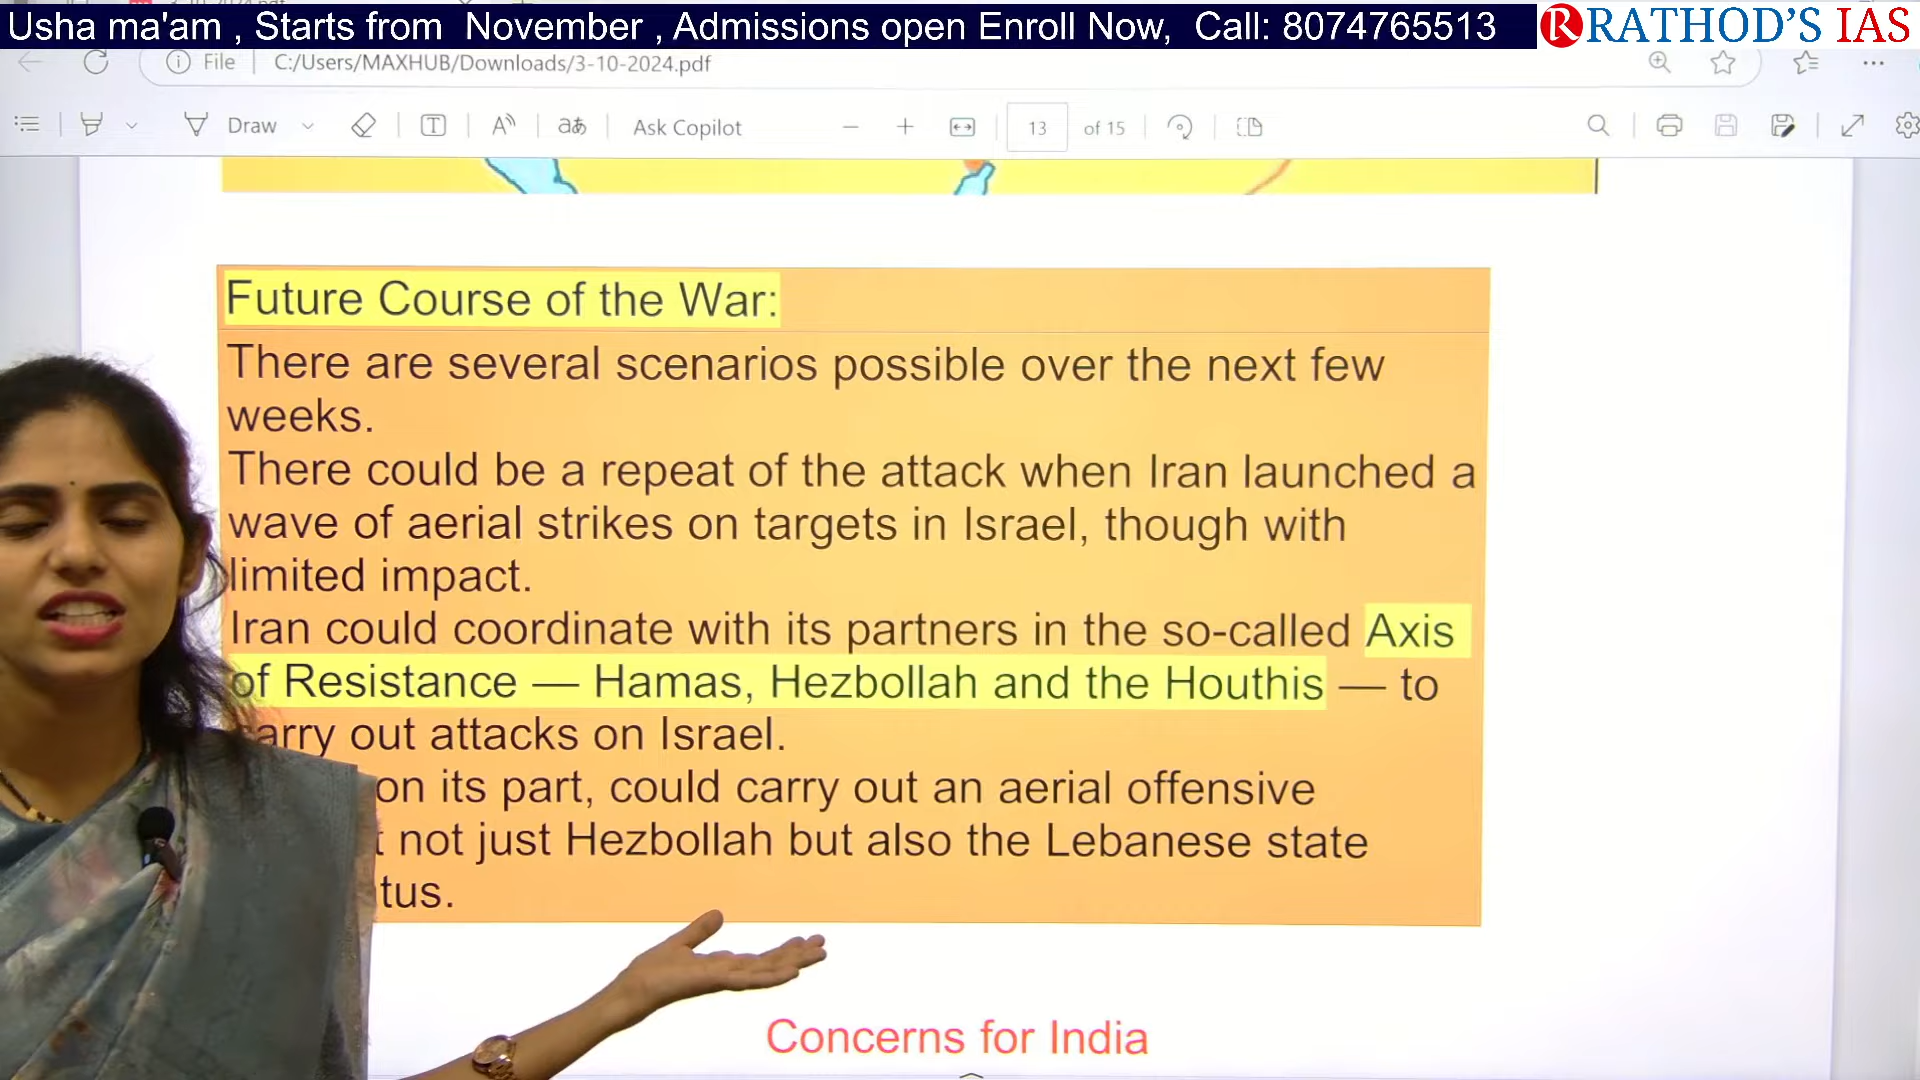 Usha ma'am , Starts from November , Admissions open Enroll Now, Call: 8074765513
RATHOD'S IAS
File C:/Users/MAXHUB/Downloads/3-10-2024.pdf
Draw Ask Copilot 13 of 15
Future Course of the War:
There are several scenarios possible over the next few
weeks.
There could be a repeat of the attack when Iran launched a
wave of aerial strikes on targets in Israel, though with
limited impact.
Iran could coordinate with its partners in the so-called Axis
of Resistance — Hamas, Hezbollah and the Houthis — to
carry out attacks on Israel.
on its part, could carry out an aerial offensive
not just Hezbollah but also the Lebanese state
Concerns for India